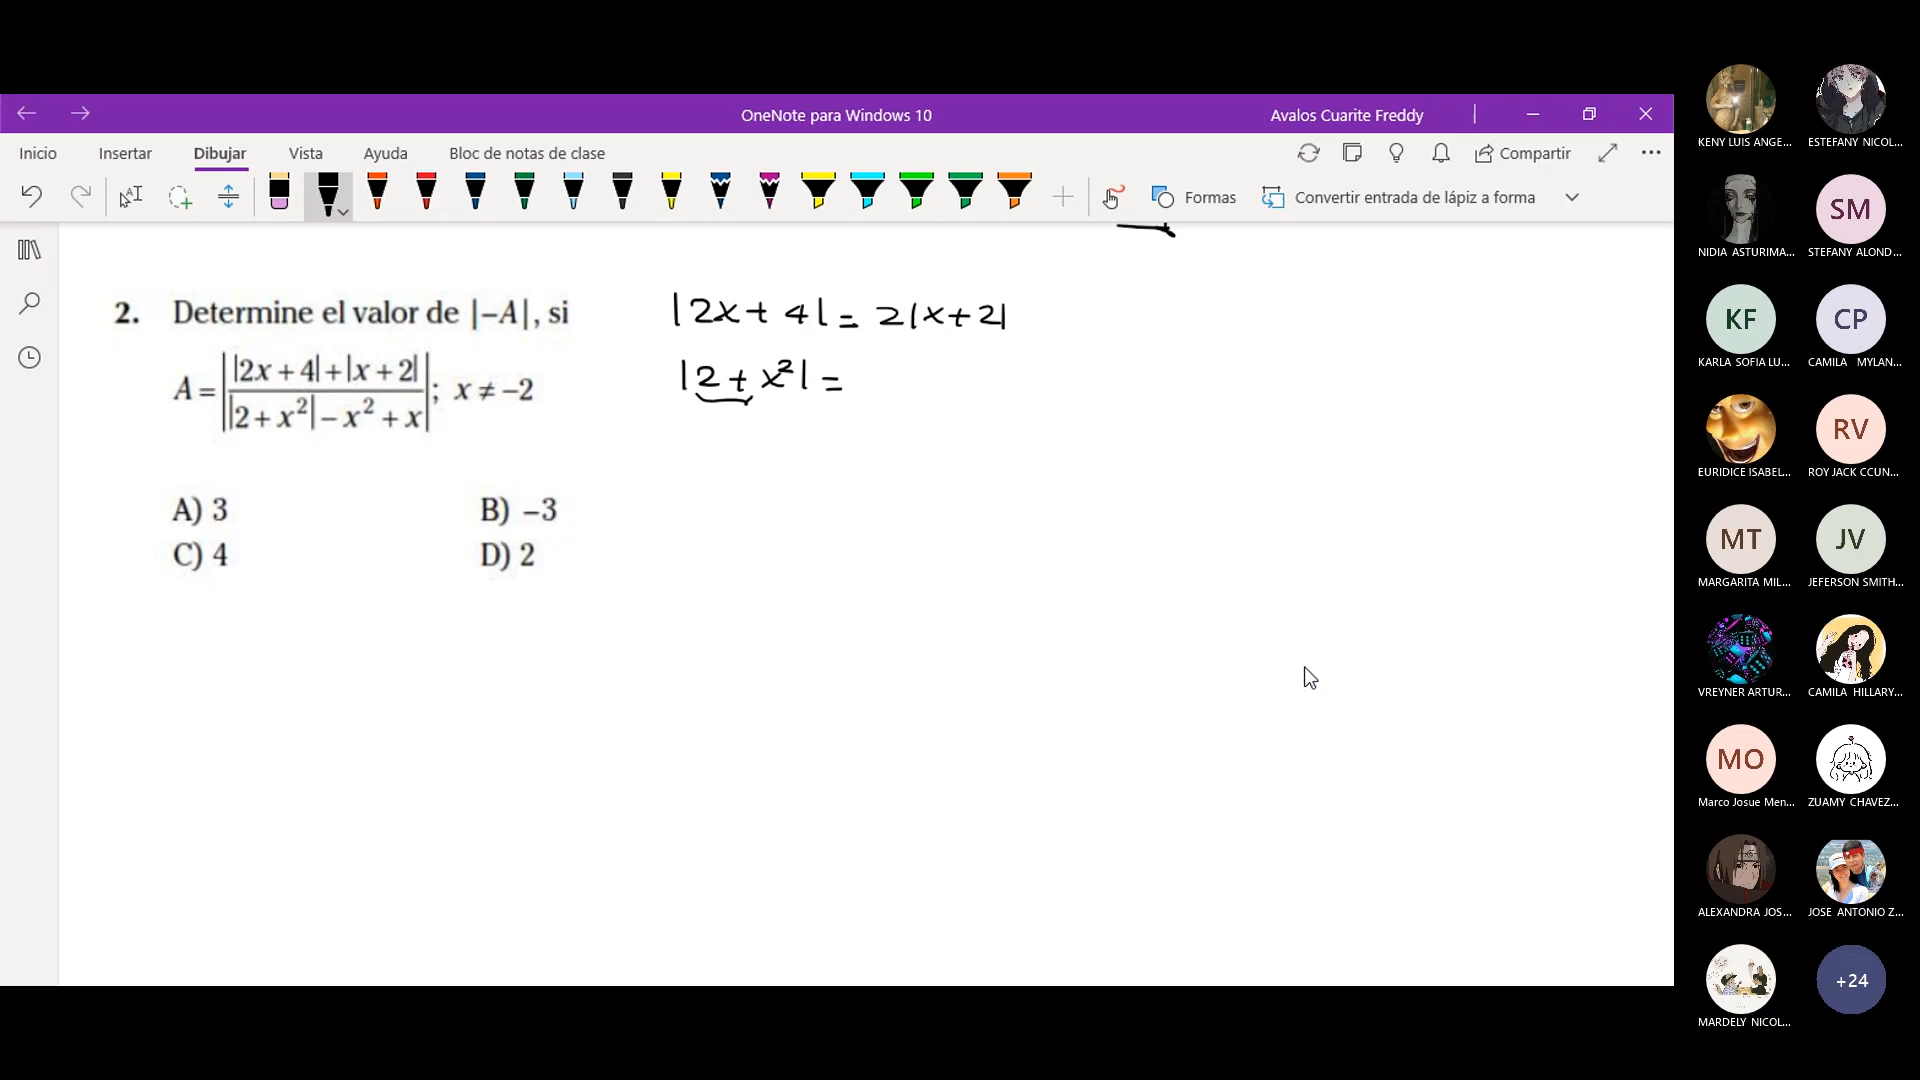 OneNote para Windows 10
Avalos Cuarite Freddy
Inicio Insertar Dibujar Vista Ayuda Bloc de notas de clase
Compartir
Formas
Convertir entrada de lápiz a forma
2. Determine el valor de |−A|, si
A = | |2x + 4| + |x + 2| / |2 + x²| − x² + x |; x ≠ −2
A) 3 B) −3
C) 4 D) 2
|2x + 4| = 2|x + 2|
|2 + x²| =
KENY LUIS ANGE...
ESTEFANY NICOL...
NIDIA ASTURIMA...
SM
STEFANY ALOND...
KF
KARLA SOFIA LU...
CP
CAMILA MYLAN...
EURIDICE ISABEL...
RV
ROY JACK CCUN...
MT
MARGARITA MIL...
JV
JEFERSON SMITH...
VREYNER ARTUR...
CAMILA HILLARY...
MO
Marco Josue Men...
ZUAMY CHAVEZ...
ALEXANDRA JOS...
JOSE ANTONIO Z...
MARDELY NICOL...
+24